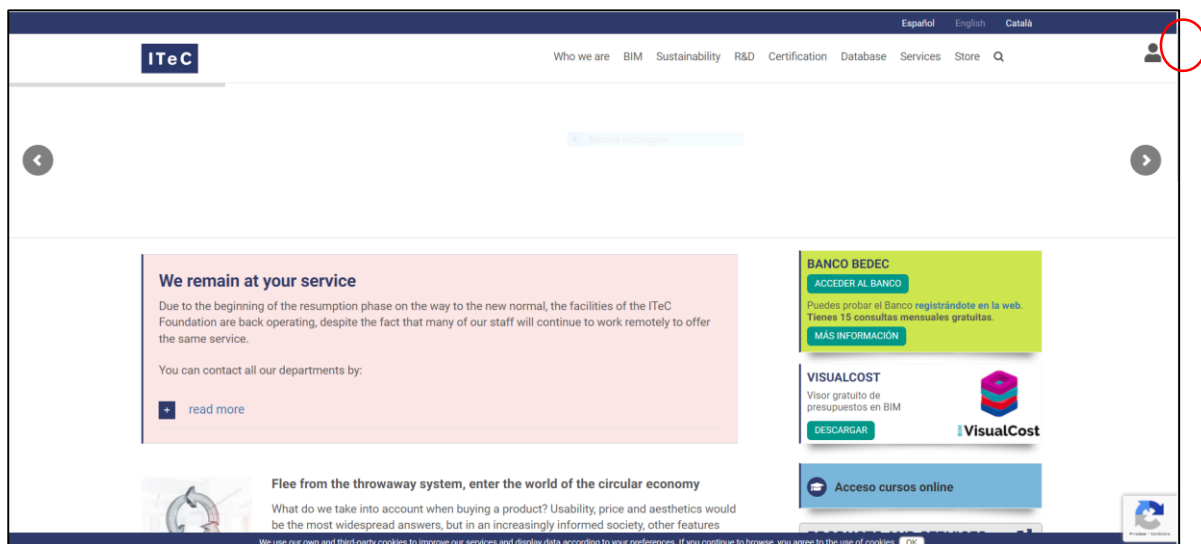 Español English Català
ITeC
Who we are BIM Sustainability R&D Certification Database Services Store
We remain at your service
Due to the beginning of the resumption phase on the way to the new normal, the facilities of the ITeC
Foundation are back operating, despite the fact that many of our staff will continue to work remotely to offer
the same service.
You can contact all our departments by:
+ read more
BANCO BEDEC
ACCEDER AL BANCO
Puedes probar el Banco registrándote en la web.
Tienes 15 consultas mensuales gratuitas.
MÁS INFORMACIÓN
VISUALCOST
Visor gratuito de
presupuestos en BIM
DESCARGAR
VisualCost
Acceso cursos online
PRODUCTS AND SERVICES
Flee from the throwaway system, enter the world of the circular economy
What do we take into account when buying a product? Usability, price and aesthetics would
be the most widespread answers, but in an increasingly informed society, other features
We use our own and third-party cookies to improve our services and display data according to your preferences. If you continue to browse, you agree to the use of cookies. OK